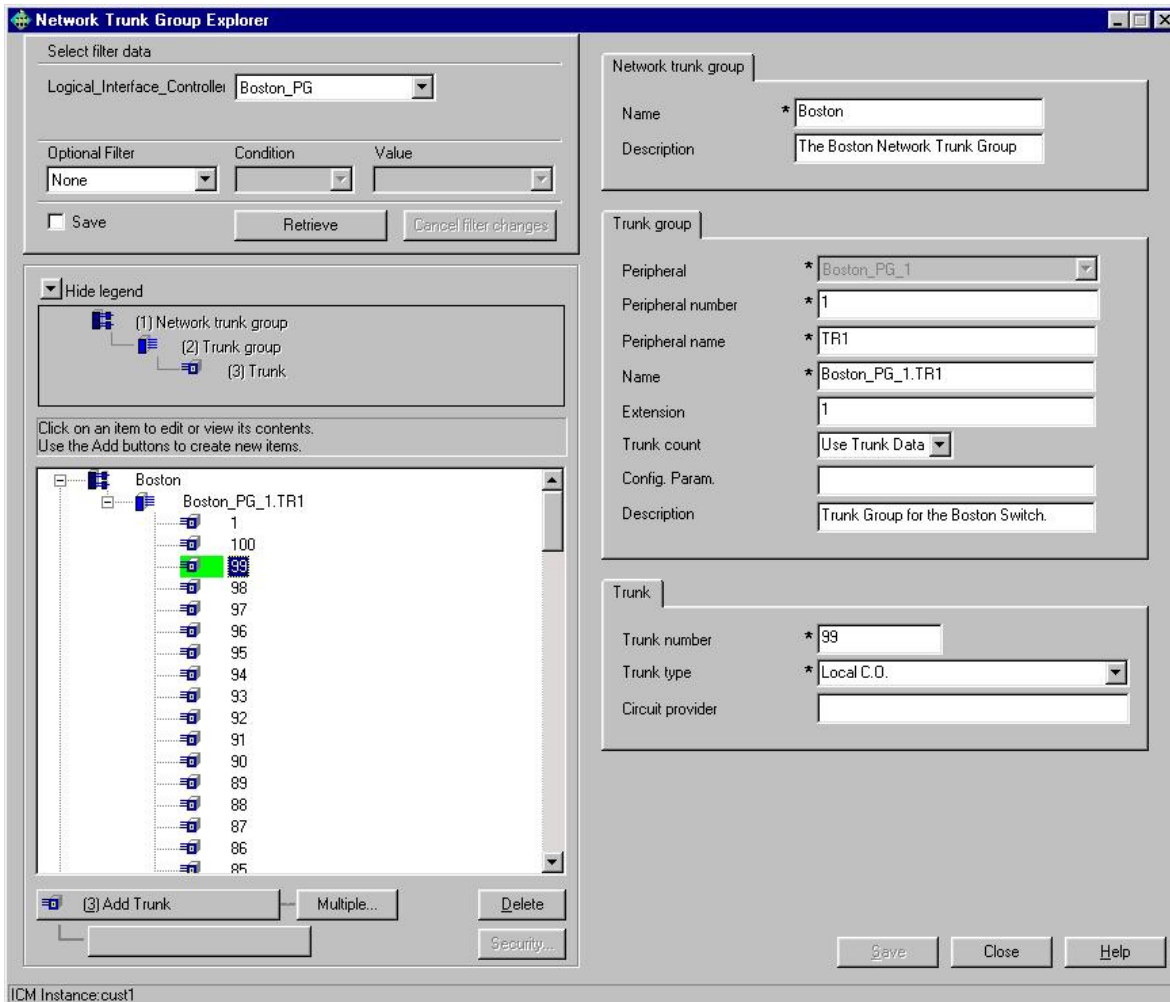 Network Trunk Group Explorer
Select filter data
Logical_Interface_Controller Boston_PG
Optional Filter Condition Value
None
Save Retrieve Cancel filter changes
Hide legend
(1) Network trunk group
(2) Trunk group
(3) Trunk
Click on an item to edit or view its contents.
Use the Add buttons to create new items.
Boston
Boston_PG_1.TR1
1
100
99
98
97
96
95
94
93
92
91
90
89
88
87
86
85
(3) Add Trunk Multiple... Delete
Security...
Network trunk group
Name * Boston
Description The Boston Network Trunk Group
Trunk group
Peripheral * Boston_PG_1
Peripheral number * 1
Peripheral name * TR1
Name * Boston_PG_1.TR1
Extension 1
Trunk count Use Trunk Data
Config. Param.
Description Trunk Group for the Boston Switch.
Trunk
Trunk number * 99
Trunk type * Local C.O.
Circuit provider
Save Close Help
ICM Instance:cust1